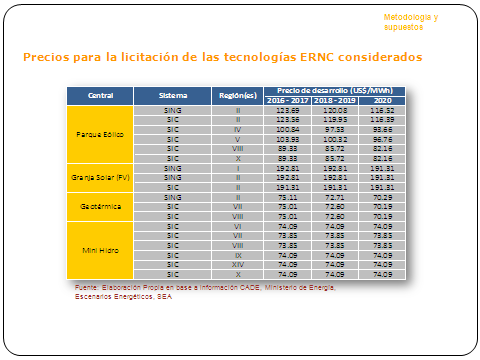 Metodología y
supuestos
Precios para la licitación de las tecnologías ERNC considerados
Central Sistema Región(es) Precio de desarrollo (US$/MWh)
2016 - 2017 2018 - 2019 2020
Parque Eólico SING II 123.69 120.08 116.52
SIC II 123.56 119.95 116.39
SIC IV 100.84 97.53 93.66
SIC V 103.93 100.32 96.76
SIC VIII 89.33 85.72 82.16
SIC X 89.33 85.72 82.16
Granja Solar (FV) SING I 192.81 192.81 191.31
SING II 192.81 192.81 191.31
SIC II 191.31 191.31 191.31
Geotérmica SING II 75.11 72.71 70.29
SIC VII 75.01 72.60 70.19
SIC VIII 75.01 72.60 70.19
Mini Hidro SIC VI 74.09 74.09 74.09
SIC VII 73.85 73.85 73.85
SIC VIII 73.85 73.85 73.85
SIC IX 74.09 74.09 74.09
SIC XIV 74.09 74.09 74.09
SIC X 74.09 74.09 74.09
Fuente: Elaboración Propia en base a información CADE, Ministerio de Energía,
Escenarios Energéticos, SEA